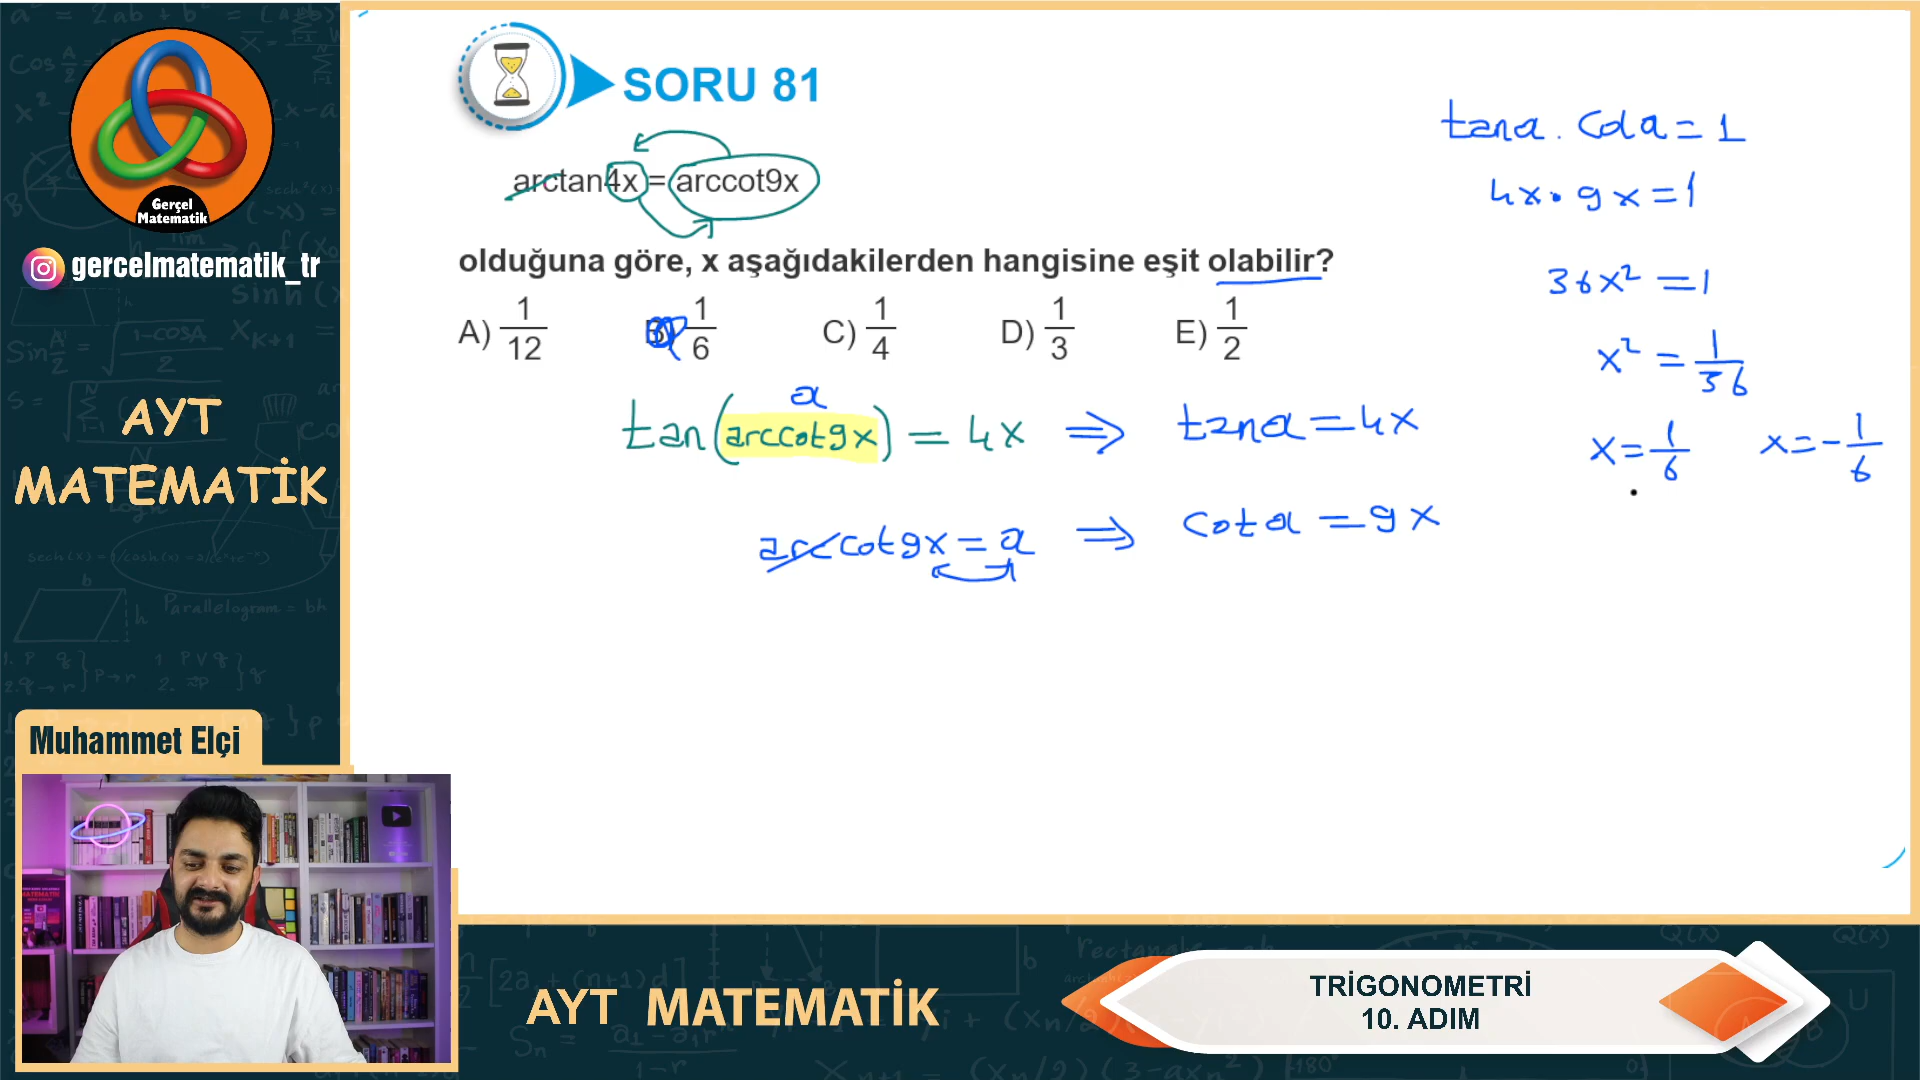 Gerçel
Matematik
gercelmatematik_tr
AYT
MATEMATİK
Muhammet Elçi
SORU 81
arctan4x = arccot9x
olduğuna göre, x aşağıdakilerden hangisine eşit olabilir?
A) 1/12 B) 1/6 C) 1/4 D) 1/3 E) 1/2
a
tan(arccot9x) = 4x ⇒ tana = 4x
arccot9x = a ⇒ cota = 9x
tana . cota = 1
4x . 9x = 1
36x² = 1
x² = 1/36
x = 1/6 x = -1/6
AYT MATEMATİK
TRİGONOMETRİ
10. ADIM